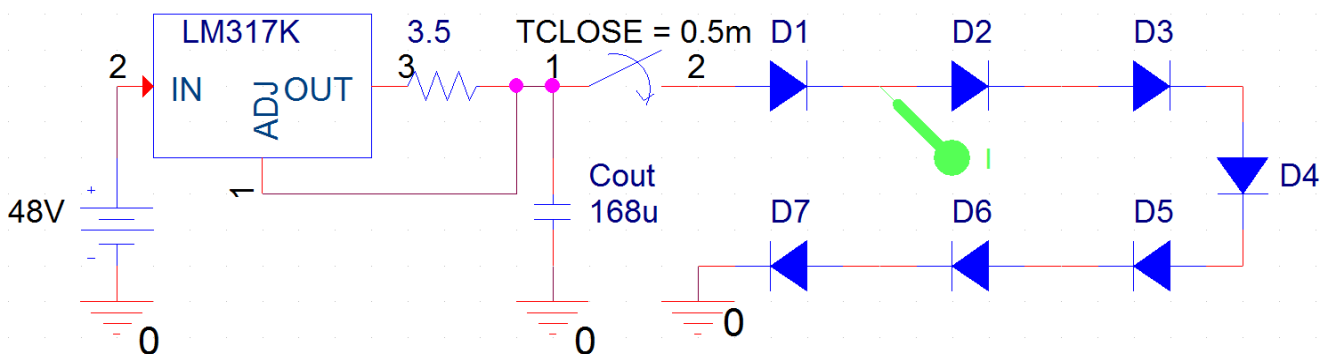 LM317K
3.5
TCLOSE = 0.5m
D1
D2
D3
2
IN
ADJ
OUT
3
1
2
I
1
+
48V
-
Cout
168u
D4
D7
D6
D5
0
0
0